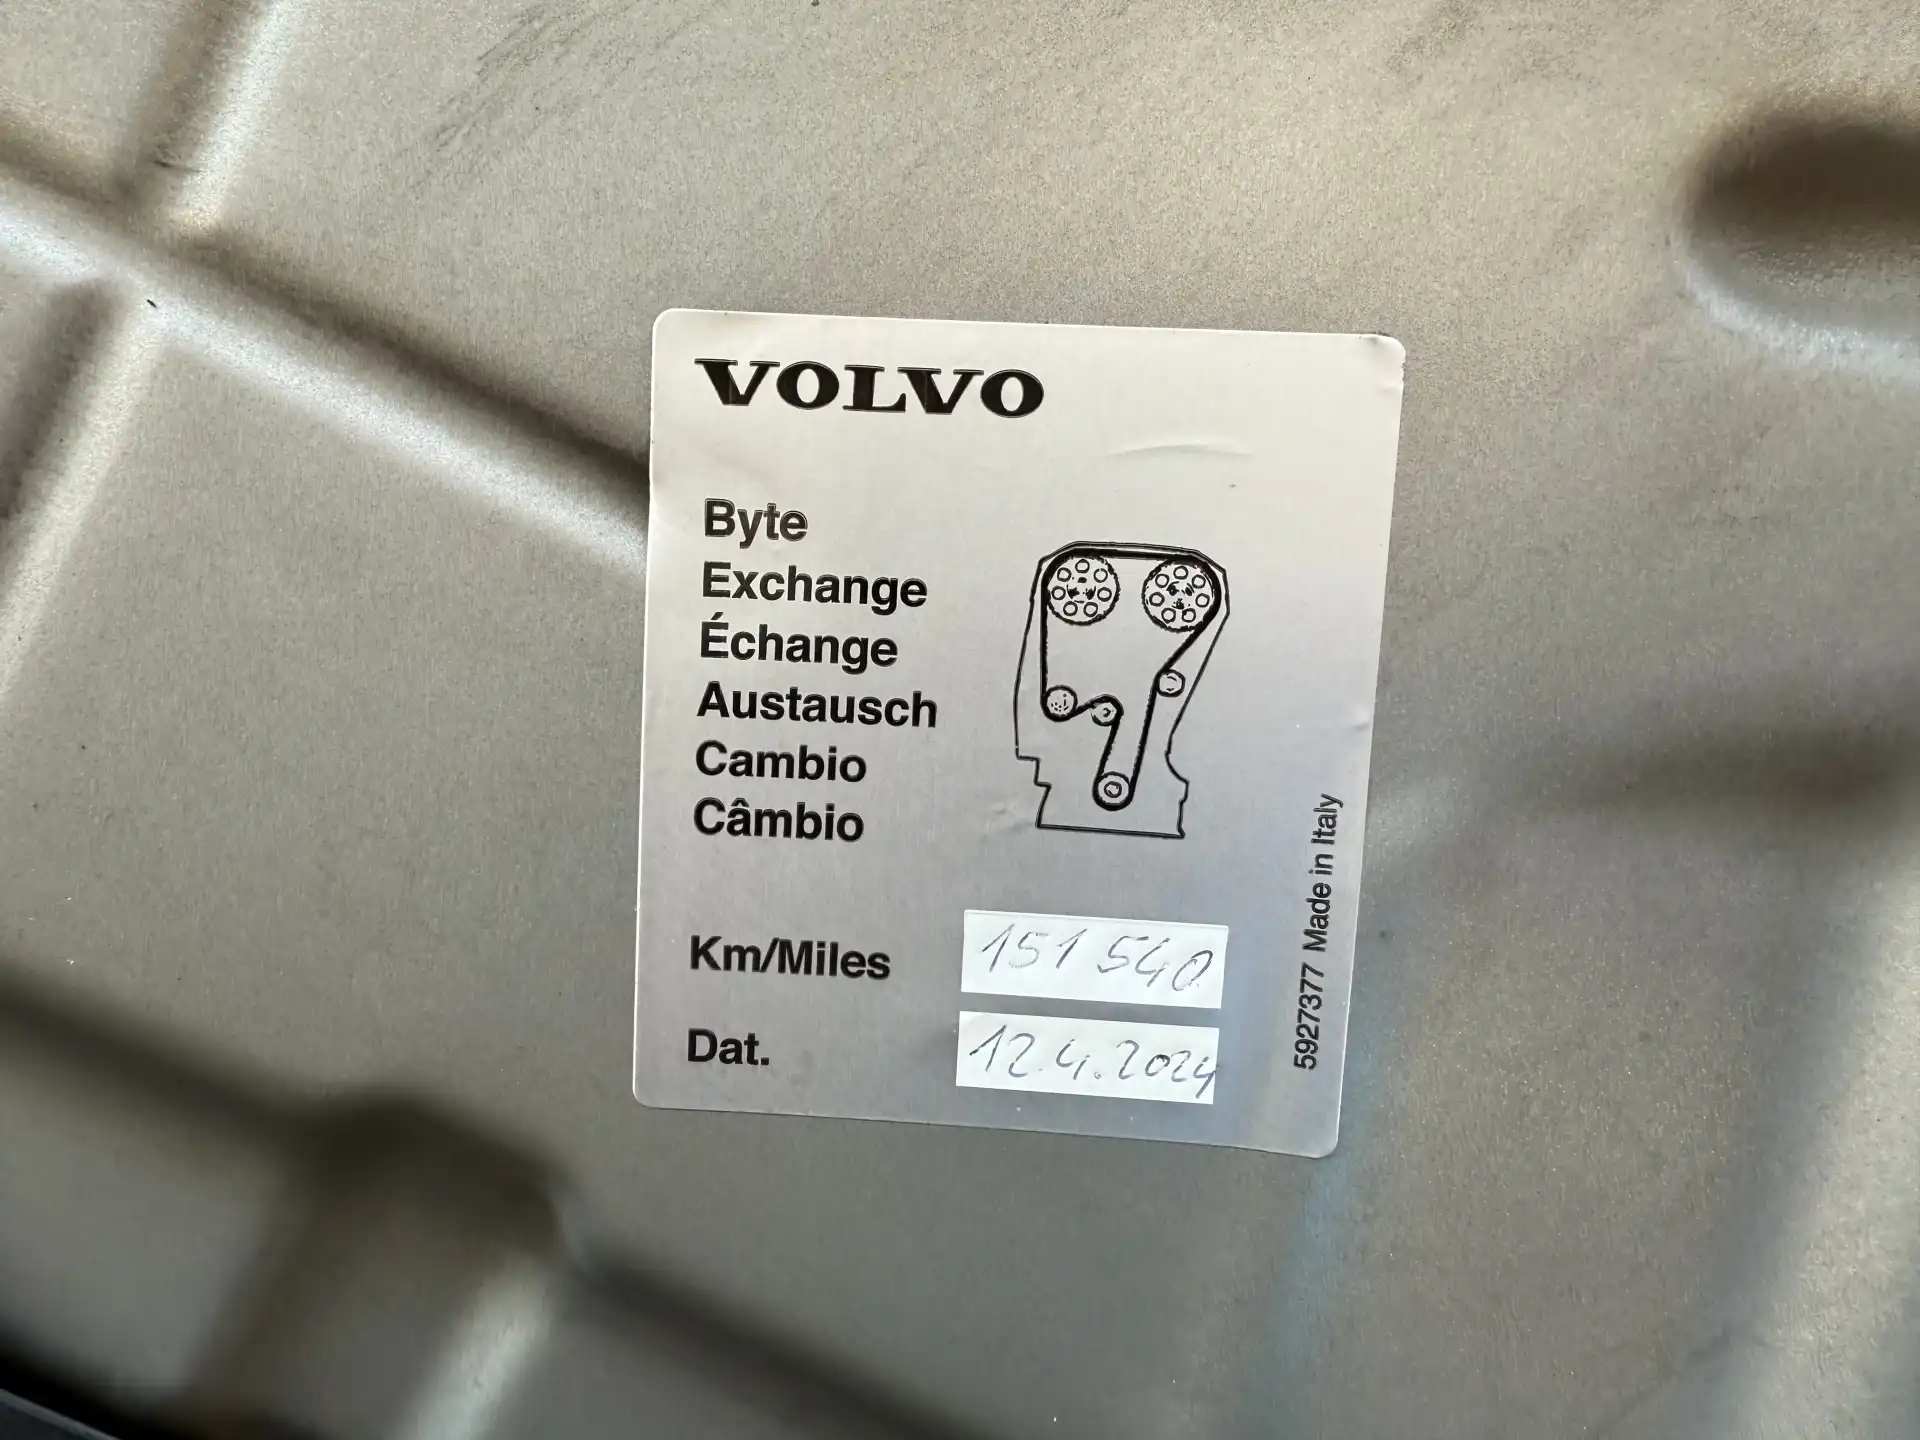 VOLVO
Byte
Exchange
Échange
Austausch
Cambio
Câmbio
Km/Miles 151 540
Dat. 12.4.2024
5927377 Made in Italy